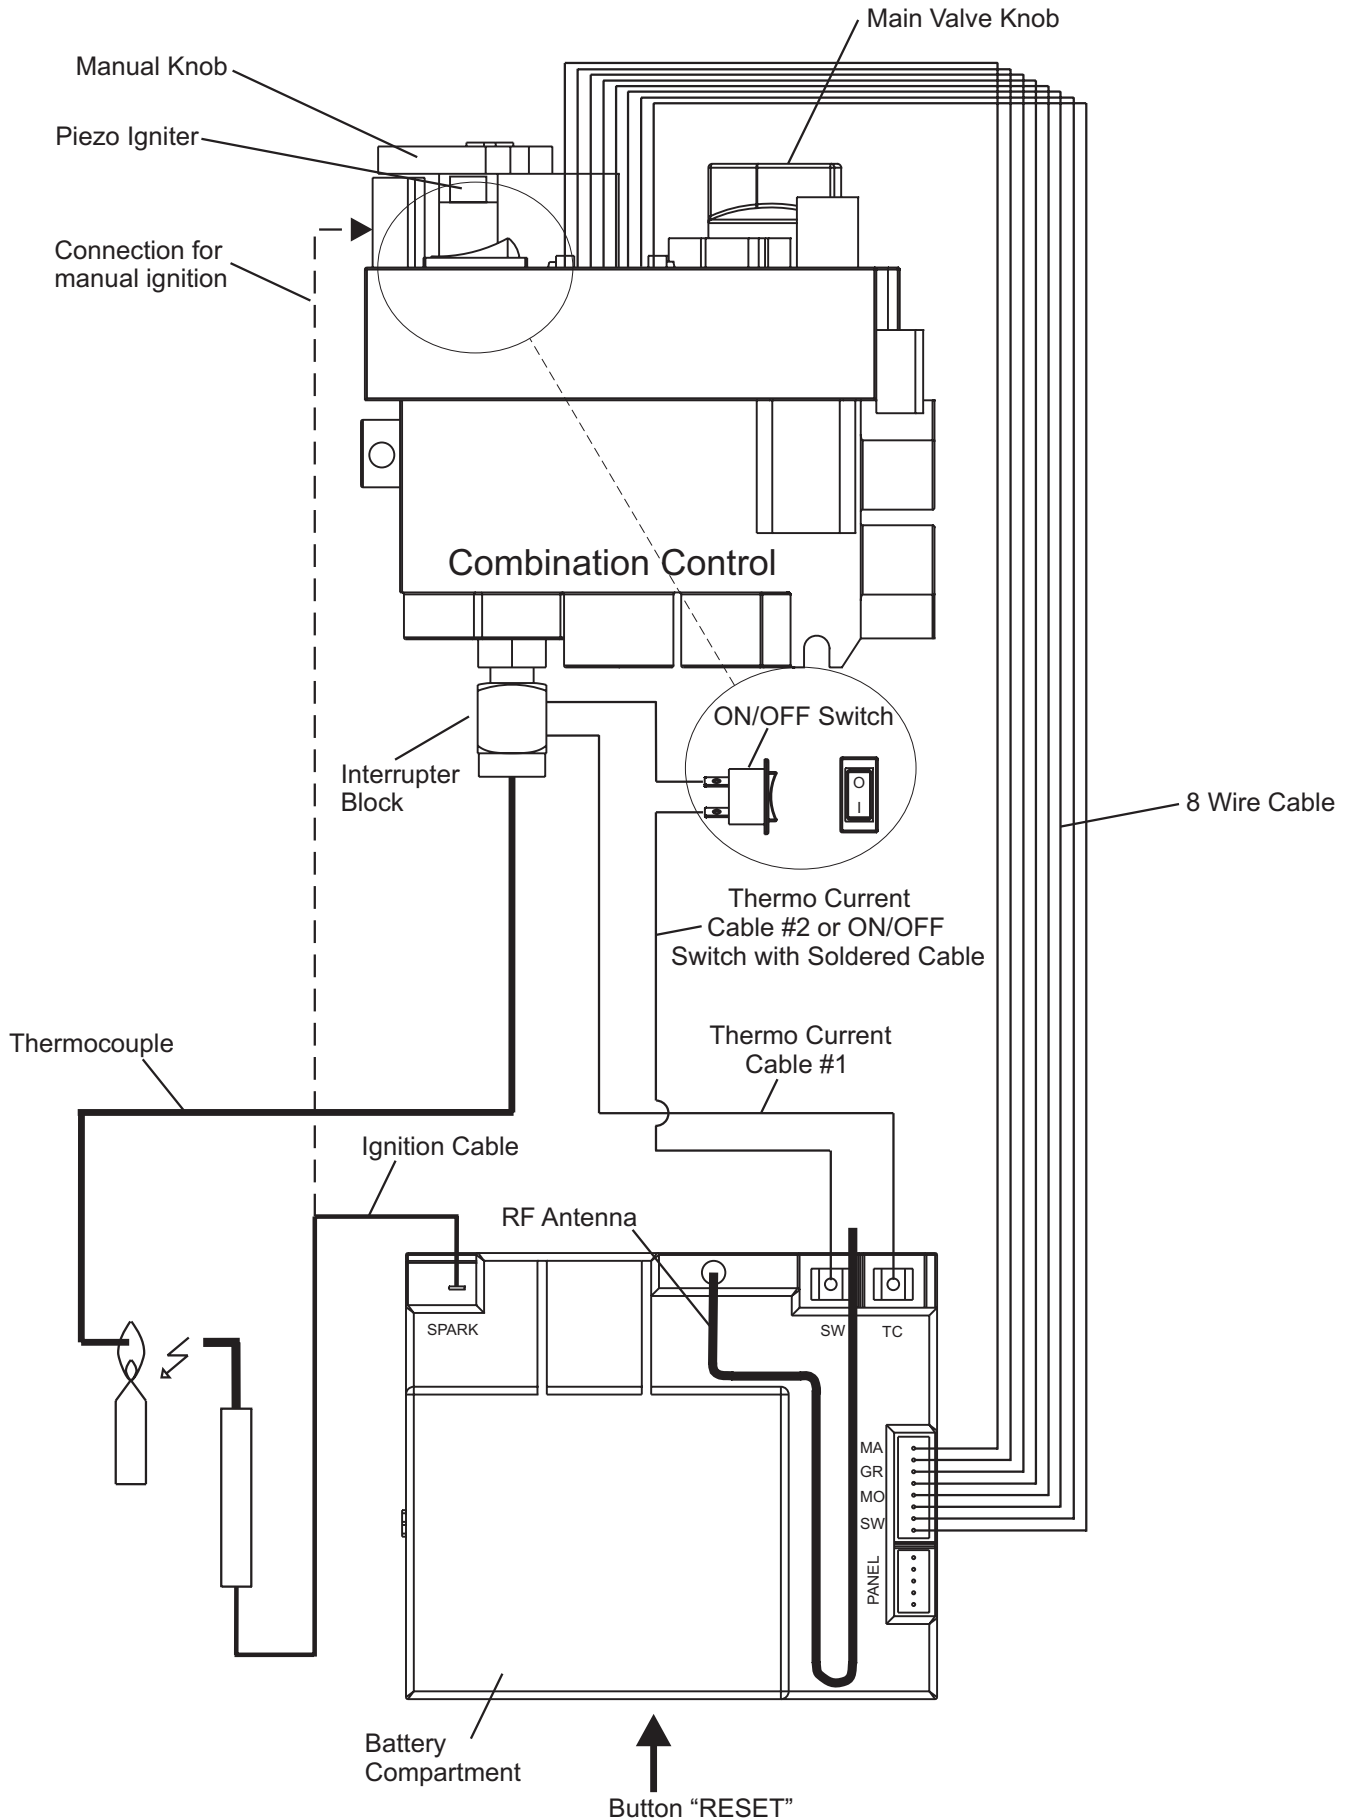 Main Valve Knob
Manual Knob
Piezo Igniter
Connection for
manual ignition
Combination Control
ON/OFF Switch
Interrupter
Block
8 Wire Cable
Thermo Current
Cable #2 or ON/OFF
Switch with Soldered Cable
Thermo Current
Cable #1
Thermocouple
Ignition Cable
RF Antenna
SPARK
SW
TC
MA
GR
MO
SW
PANEL
Battery
Compartment
Button “RESET”